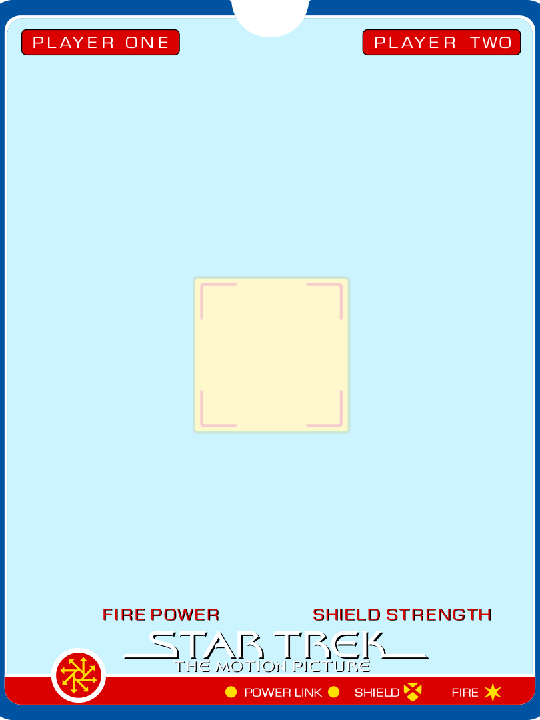 PLAYER ONE
PLAYER TWO
FIRE POWER
SHIELD STRENGTH
STAR TREK
THE MOTION PICTURE
POWER LINK
SHIELD
FIRE